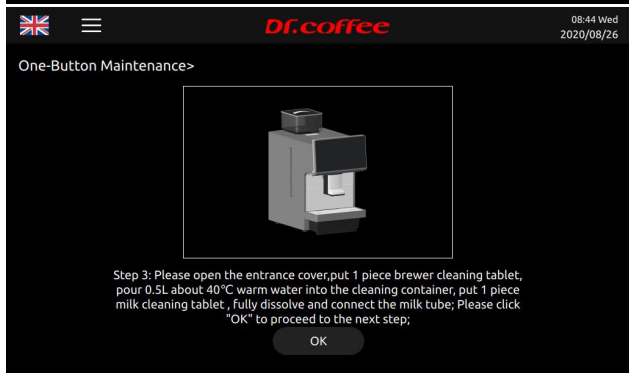 Dr.coffee
08:44 Wed
2020/08/26
One-Button Maintenance>
Step 3: Please open the entrance cover,put 1 piece brewer cleaning tablet,
pour 0.5L about 40℃ warm water into the cleaning container, put 1 piece
milk cleaning tablet , fully dissolve and connect the milk tube; Please click
"OK" to proceed to the next step;
OK